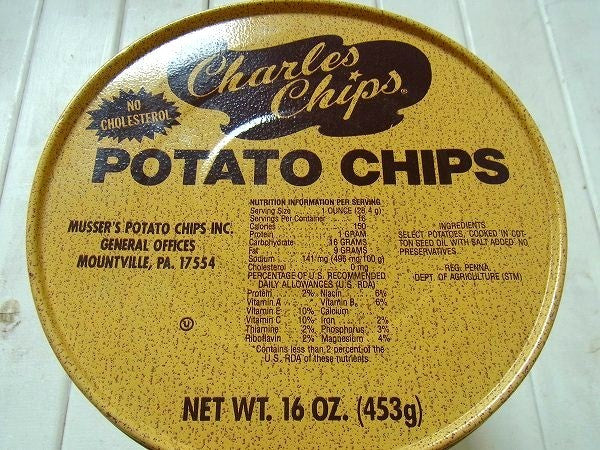 Charles
Chips®
NO
CHOLESTEROL
POTATO CHIPS
MUSSER'S POTATO CHIPS INC.
GENERAL OFFICES
MOUNTVILLE, PA. 17554
NUTRITION INFORMATION PER SERVING
Serving Size 1 OUNCE (28.4 g)
Servings Per Container 16
Calories 150
Protein 1 GRAM
Carbohydrate 16 GRAMS
Fat 9 GRAMS
Sodium 141 mg (496 mg/100 g)
Cholesterol 0 mg
PERCENTAGE OF U.S. RECOMMENDED
DAILY ALLOWANCES (U.S. RDA)
Protein 2% Niacin 6%
Vitamin A Vitamin B₆ 6%
Vitamin E 10% Calcium
Vitamin C 10% Iron 2%
Thiamine 2% Phosphorus 3%
Riboflavin 2% Magnesium 4%
*Contains less than 2 percent of the
U.S. RDA of these nutrients.
INGREDIENTS
SELECT POTATOES, COOKED IN COT-
TON SEED OIL WITH SALT ADDED. NO
PRESERVATIVES
REG. PENNA.
DEPT. OF AGRICULTURE (STM)
U
NET WT. 16 OZ. (453g)